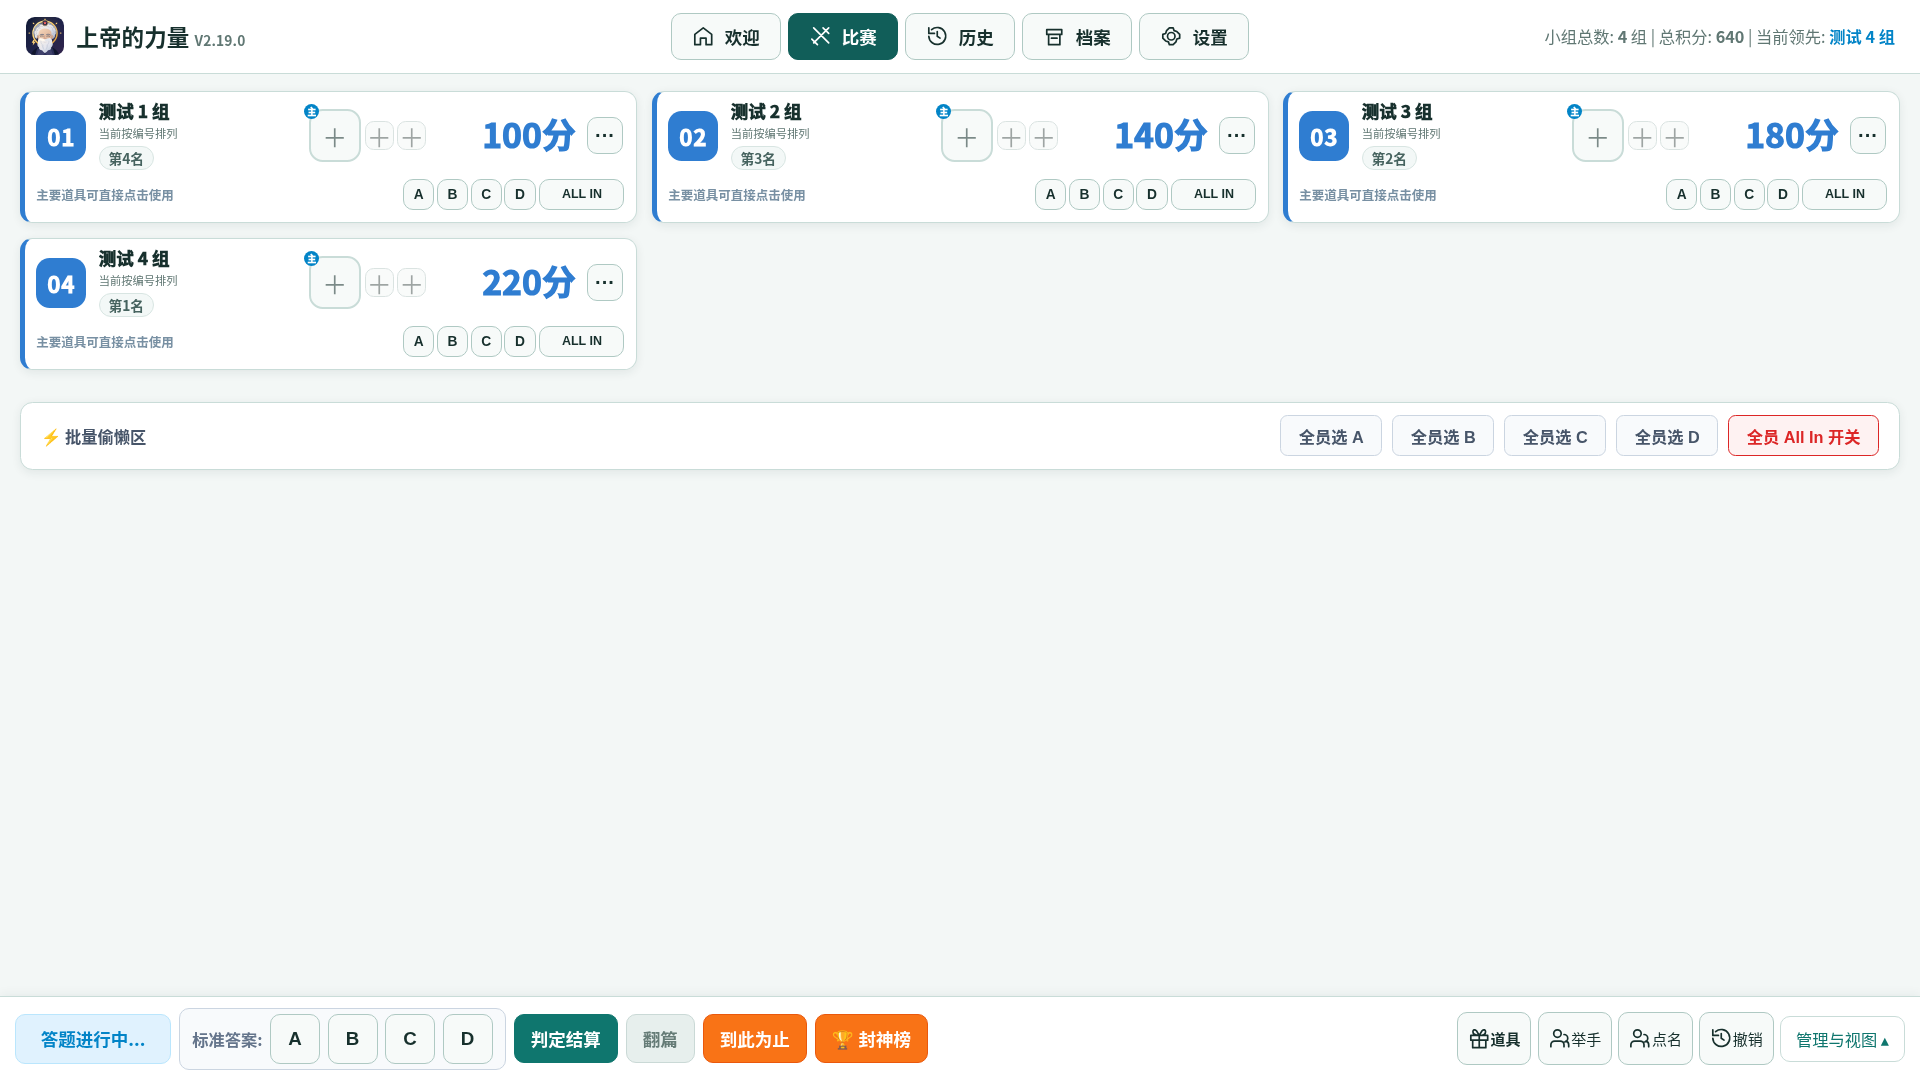 上帝的力量 V2.19.0
欢迎
比赛
历史
档案
设置
小组总数: 4 组 | 总积分: 640 | 当前领先: 测试 4 组
01
测试 1 组
当前按编号排列
第4名
主
100分
...
主要道具可直接点击使用
A B C D ALL IN
02
测试 2 组
当前按编号排列
第3名
主
140分
...
主要道具可直接点击使用
A B C D ALL IN
03
测试 3 组
当前按编号排列
第2名
主
180分
...
主要道具可直接点击使用
A B C D ALL IN
04
测试 4 组
当前按编号排列
第1名
主
220分
...
主要道具可直接点击使用
A B C D ALL IN
⚡ 批量偷懒区
全员选 A
全员选 B
全员选 C
全员选 D
全员 All In 开关
答题进行中...
标准答案: A B C D
判定结算
翻篇
到此为止
🏆 封神榜
道具
举手
点名
撤销
管理与视图 ▴